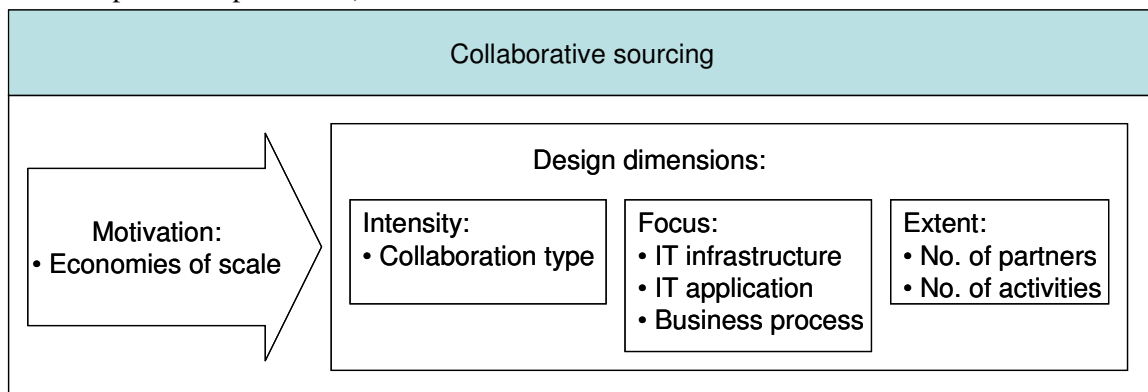 Collaborative sourcing
Design dimensions:
Motivation:
• Economies of scale
Intensity:
• Collaboration type
Focus:
• IT infrastructure
• IT application
• Business process
Extent:
• No. of partners
• No. of activities